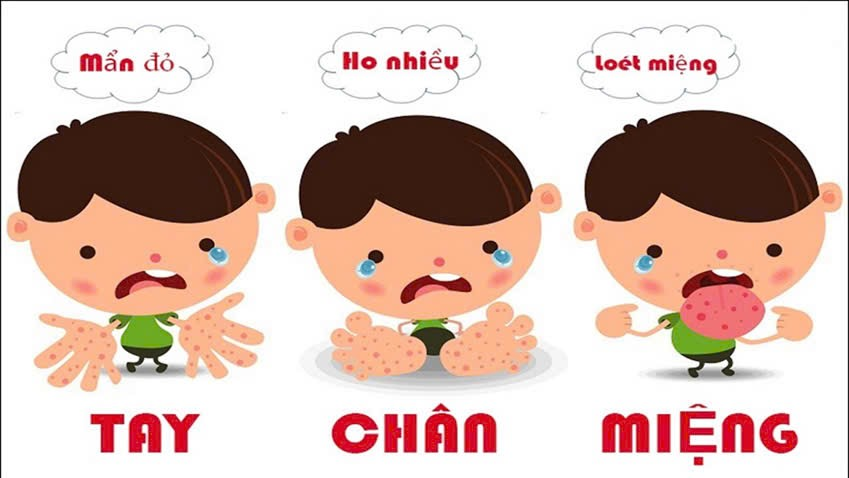 Mẩn đỏ
Ho nhiều
Loét miệng
TAY
CHÂN
MIỆNG